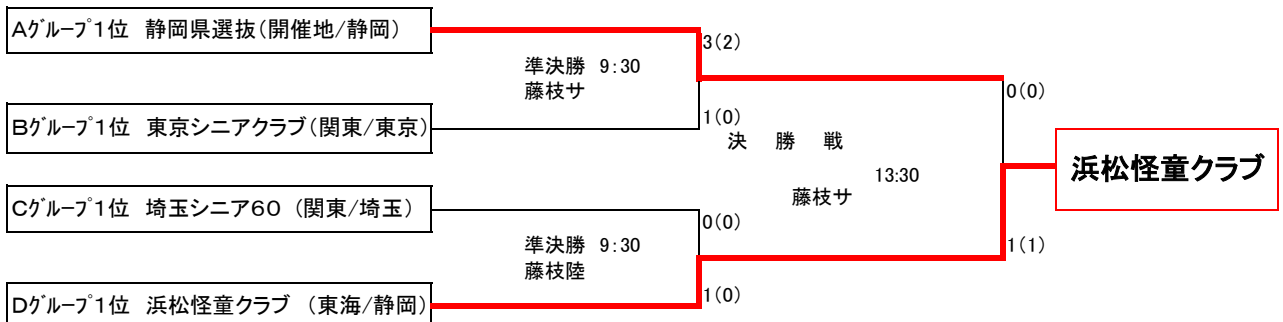 Aグループ1位 静岡県選抜(開催地/静岡)
3(2)
準決勝 9:30
藤枝サ
0(0)
1(0)
Bグループ1位 東京シニアクラブ(関東/東京)
決 勝 戦
13:30
藤枝サ
浜松怪童クラブ
Cグループ1位 埼玉シニア60 (関東/埼玉)
0(0)
準決勝 9:30
藤枝陸
1(1)
1(0)
Dグループ1位 浜松怪童クラブ (東海/静岡)